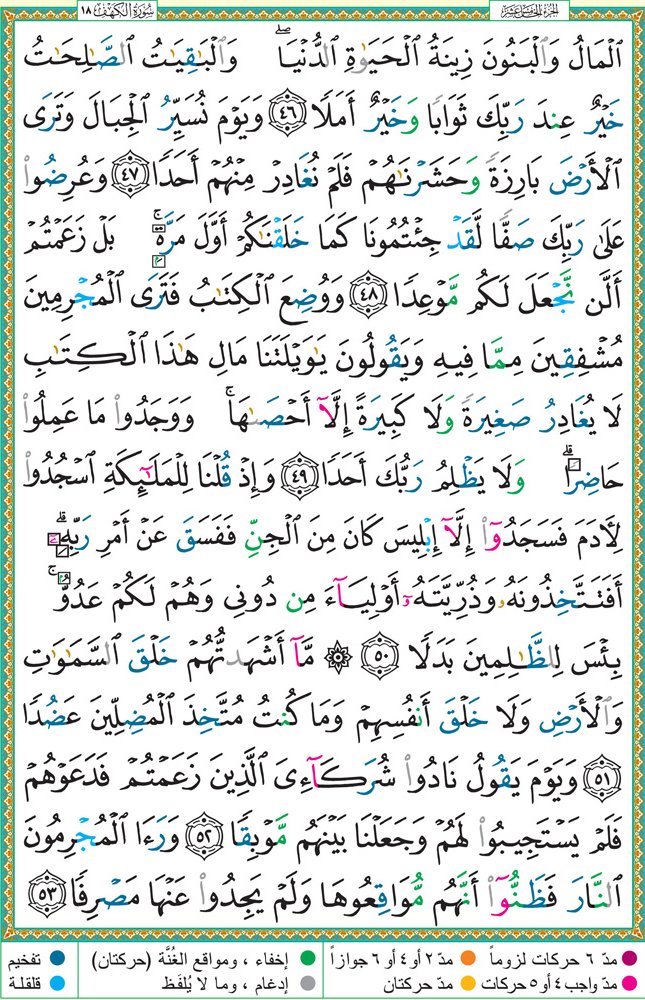 الجزء الخامس عشر
سورة الكهف ١٨
ٱلۡمَالُ وَٱلۡبَنُونَ زِينَةُ ٱلۡحَيَوٰةِ ٱلدُّنۡيَاۖ وَٱلۡبَٰقِيَٰتُ ٱلصَّٰلِحَٰتُ
خَيۡرٌ عِندَ رَبِّكَ ثَوَابٗا وَخَيۡرٌ أَمَلٗا ٤٦ وَيَوۡمَ نُسَيِّرُ ٱلۡجِبَالَ وَتَرَى
ٱلۡأَرۡضَ بَارِزَةٗ وَحَشَرۡنَٰهُمۡ فَلَمۡ نُغَادِرۡ مِنۡهُمۡ أَحَدٗا ٤٧ وَعُرِضُواْ
عَلَىٰ رَبِّكَ صَفّٗا لَّقَدۡ جِئۡتُمُونَا كَمَا خَلَقۡنَٰكُمۡ أَوَّلَ مَرَّةِۭۚ بَلۡ زَعَمۡتُمۡ
أَلَّن نَّجۡعَلَ لَكُم مَّوۡعِدٗا ٤٨ وَوُضِعَ ٱلۡكِتَٰبُ فَتَرَى ٱلۡمُجۡرِمِينَ
مُشۡفِقِينَ مِمَّا فِيهِ وَيَقُولُونَ يَٰوَيۡلَتَنَا مَالِ هَٰذَا ٱلۡكِتَٰبِ
لَا يُغَادِرُ صَغِيرَةٗ وَلَا كَبِيرَةً إِلَّآ أَحۡصَىٰهَاۚ وَوَجَدُواْ مَا عَمِلُواْ
حَاضِرٗاۗ وَلَا يَظۡلِمُ رَبُّكَ أَحَدٗا ٤٩ وَإِذۡ قُلۡنَا لِلۡمَلَٰٓئِكَةِ ٱسۡجُدُواْ
لِأٓدَمَ فَسَجَدُوٓاْ إِلَّآ إِبۡلِيسَ كَانَ مِنَ ٱلۡجِنِّ فَفَسَقَ عَنۡ أَمۡرِ رَبِّهِۦٓۗ
أَفَتَتَّخِذُونَهُۥ وَذُرِّيَّتَهُۥٓ أَوۡلِيَآءَ مِن دُونِي وَهُمۡ لَكُمۡ عَدُوُّۢۚ
بِئۡسَ لِلظَّٰلِمِينَ بَدَلٗا ٥٠ ۞ مَّآ أَشۡهَدتُّهُمۡ خَلۡقَ ٱلسَّمَٰوَٰتِ
وَٱلۡأَرۡضِ وَلَا خَلۡقَ أَنفُسِهِمۡ وَمَا كُنتُ مُتَّخِذَ ٱلۡمُضِلِّينَ عَضُدٗا
٥١ وَيَوۡمَ يَقُولُ نَادُواْ شُرَكَآءِيَ ٱلَّذِينَ زَعَمۡتُمۡ فَدَعَوۡهُمۡ
فَلَمۡ يَسۡتَجِيبُواْ لَهُمۡ وَجَعَلۡنَا بَيۡنَهُم مَّوۡبِقٗا ٥٢ وَرَءَا ٱلۡمُجۡرِمُونَ
ٱلنَّارَ فَظَنُّوٓاْ أَنَّهُم مُّوَاقِعُوهَا وَلَمۡ يَجِدُواْ عَنۡهَا مَصۡرِفٗا ٥٣
مدّ ٦ حركات لزوماً مدّ ٢ أو ٤ أو ٦ جوازاً إخفاء ، ومواقع الغُنَّة (حركتان) تفخيم
مدّ واجب ٤ أو ٥ حركات مدّ حركتان إدغام ، وما لا يُلفَظ قلقلة